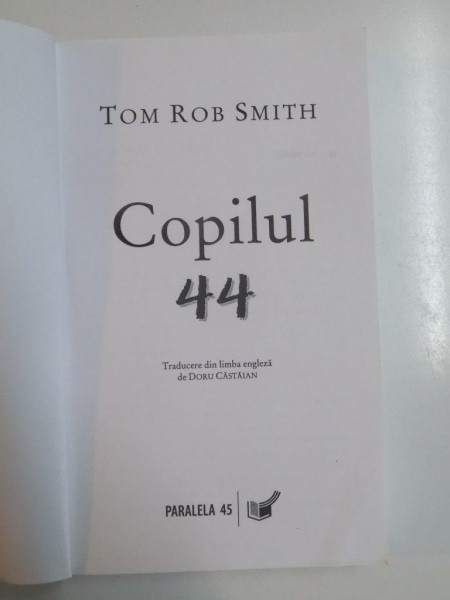 TOM ROB SMITH
Copilul
44
Traducere din limba engleză
de DORU CĂSTĂIAN
PARALELA 45